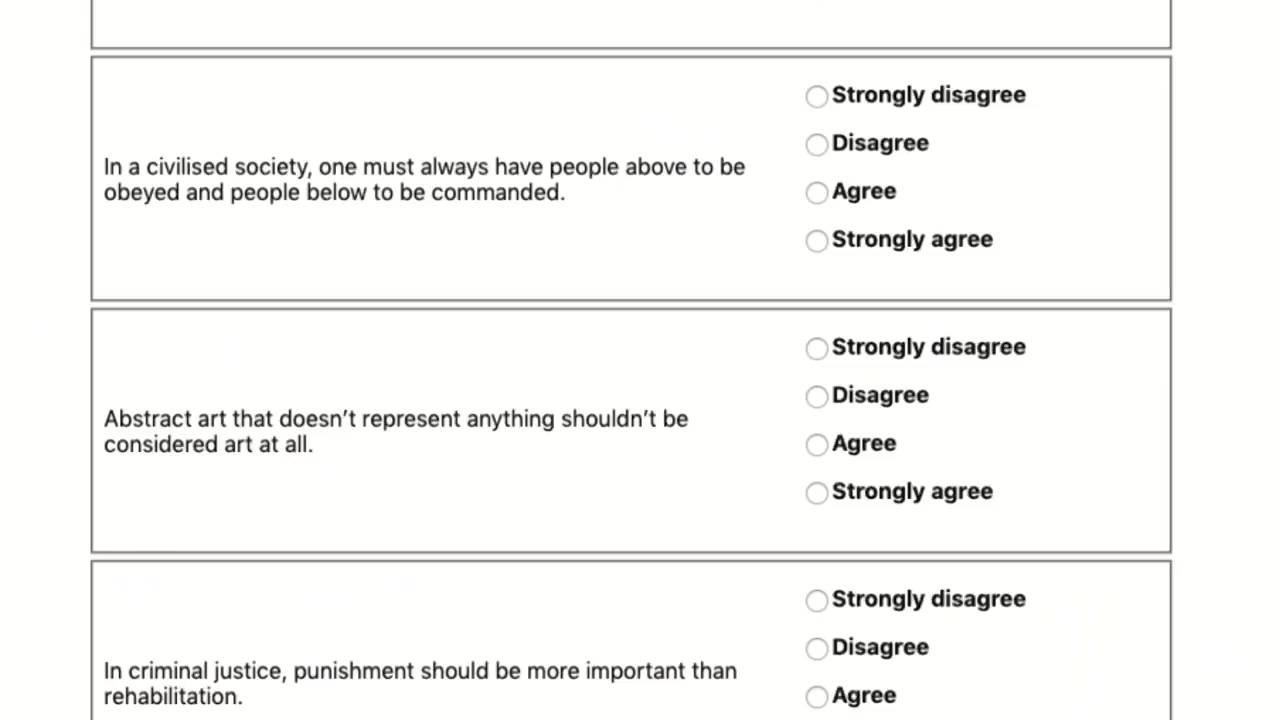 In a civilised society, one must always have people above to be
obeyed and people below to be commanded.
Strongly disagree
Disagree
Agree
Strongly agree
Abstract art that doesn’t represent anything shouldn’t be
considered art at all.
Strongly disagree
Disagree
Agree
Strongly agree
In criminal justice, punishment should be more important than
rehabilitation.
Strongly disagree
Disagree
Agree